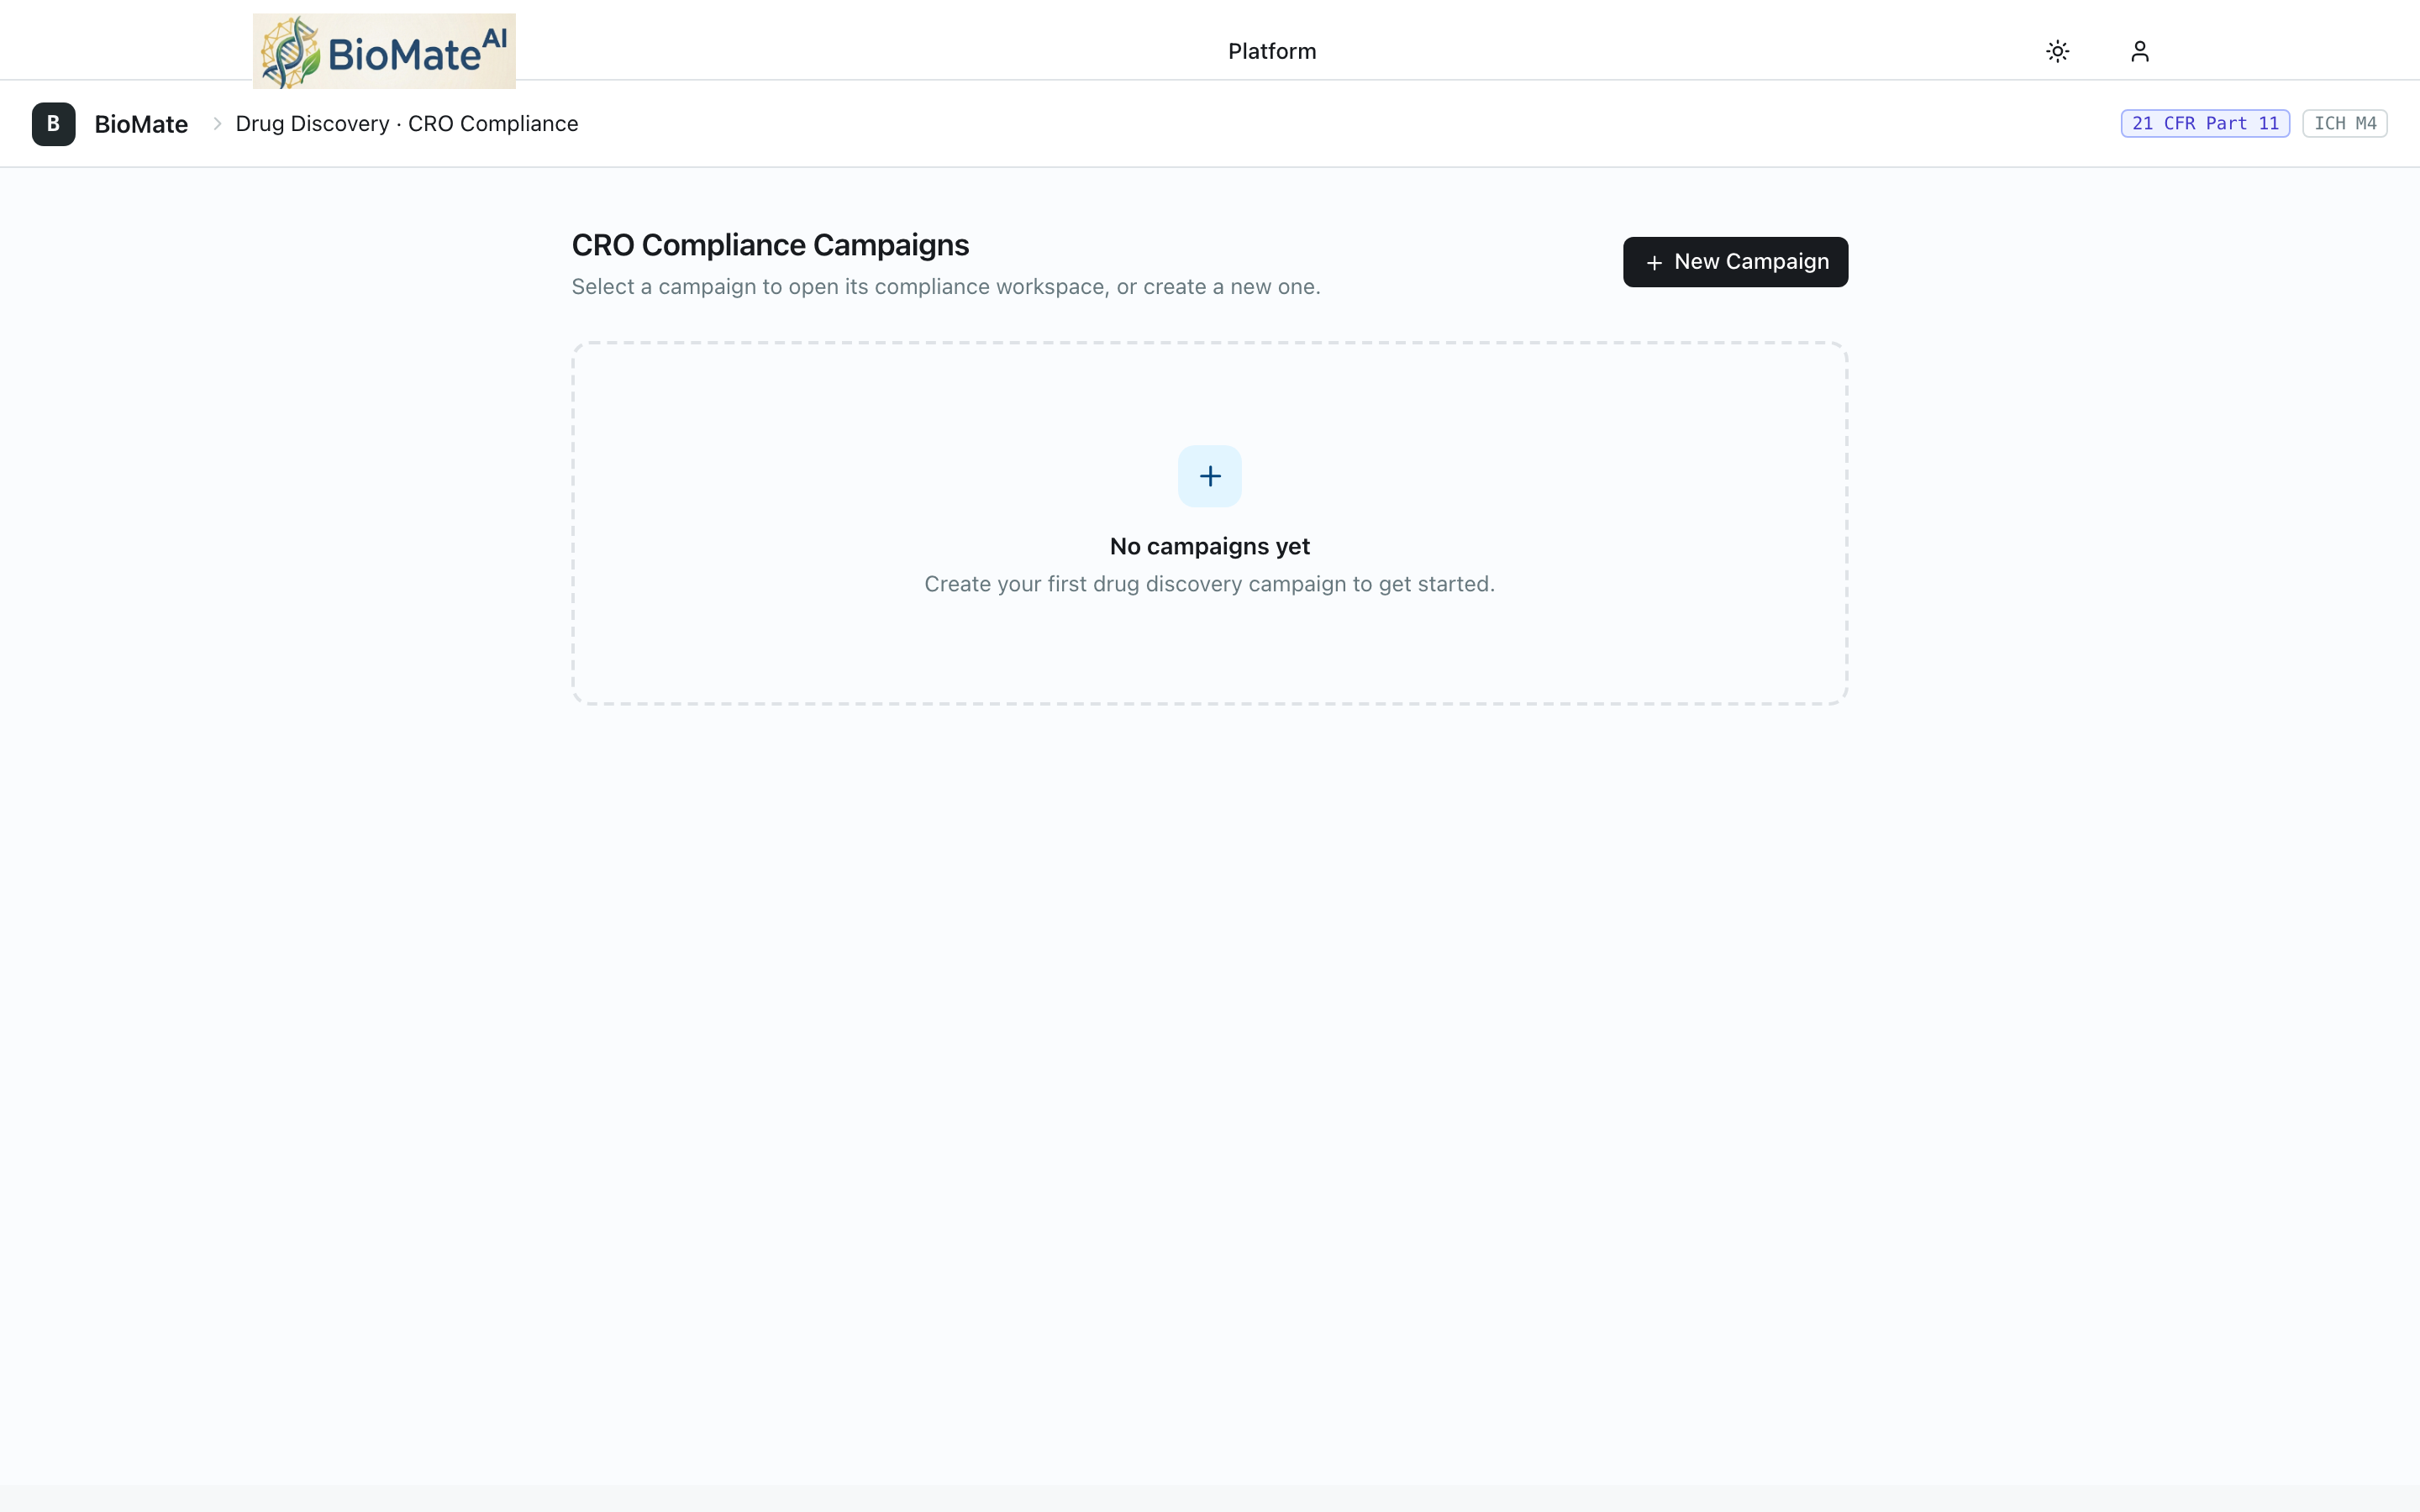 BioMate AI
Platform
B BioMate > Drug Discovery · CRO Compliance
21 CFR Part 11
ICH M4
CRO Compliance Campaigns
Select a campaign to open its compliance workspace, or create a new one.
+ New Campaign
No campaigns yet
Create your first drug discovery campaign to get started.